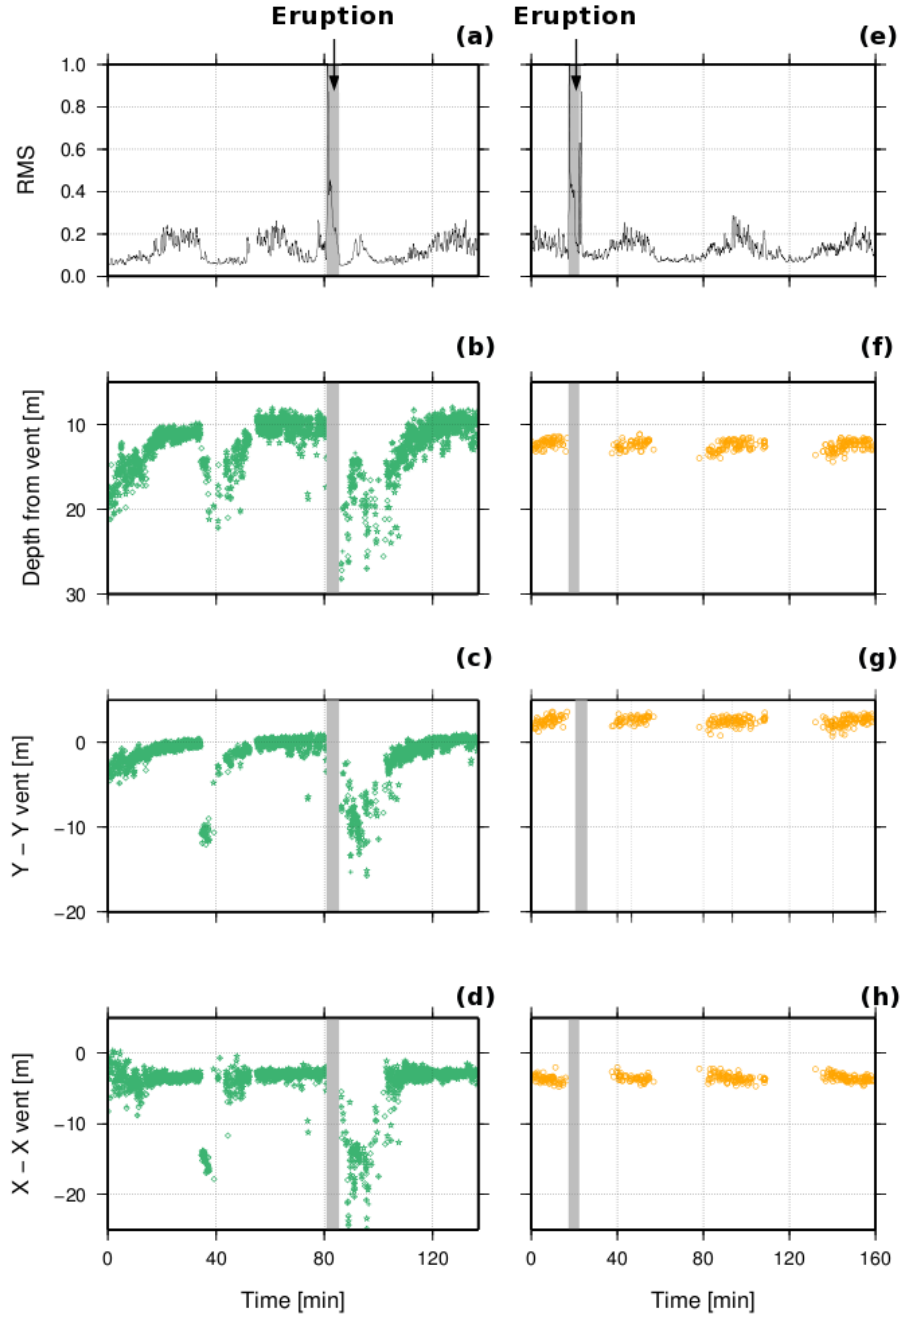 Eruption Eruption
(a) (e)
1.0
0.8
0.6
0.4
0.2
0.0
RMS
(b) (f)
10
20
30
Depth from vent [m]
(c) (g)
0
−10
−20
Y − Y vent [m]
(d) (h)
0
−10
−20
X − X vent [m]
0 40 80 120 0 40 80 120 160
Time [min] Time [min]